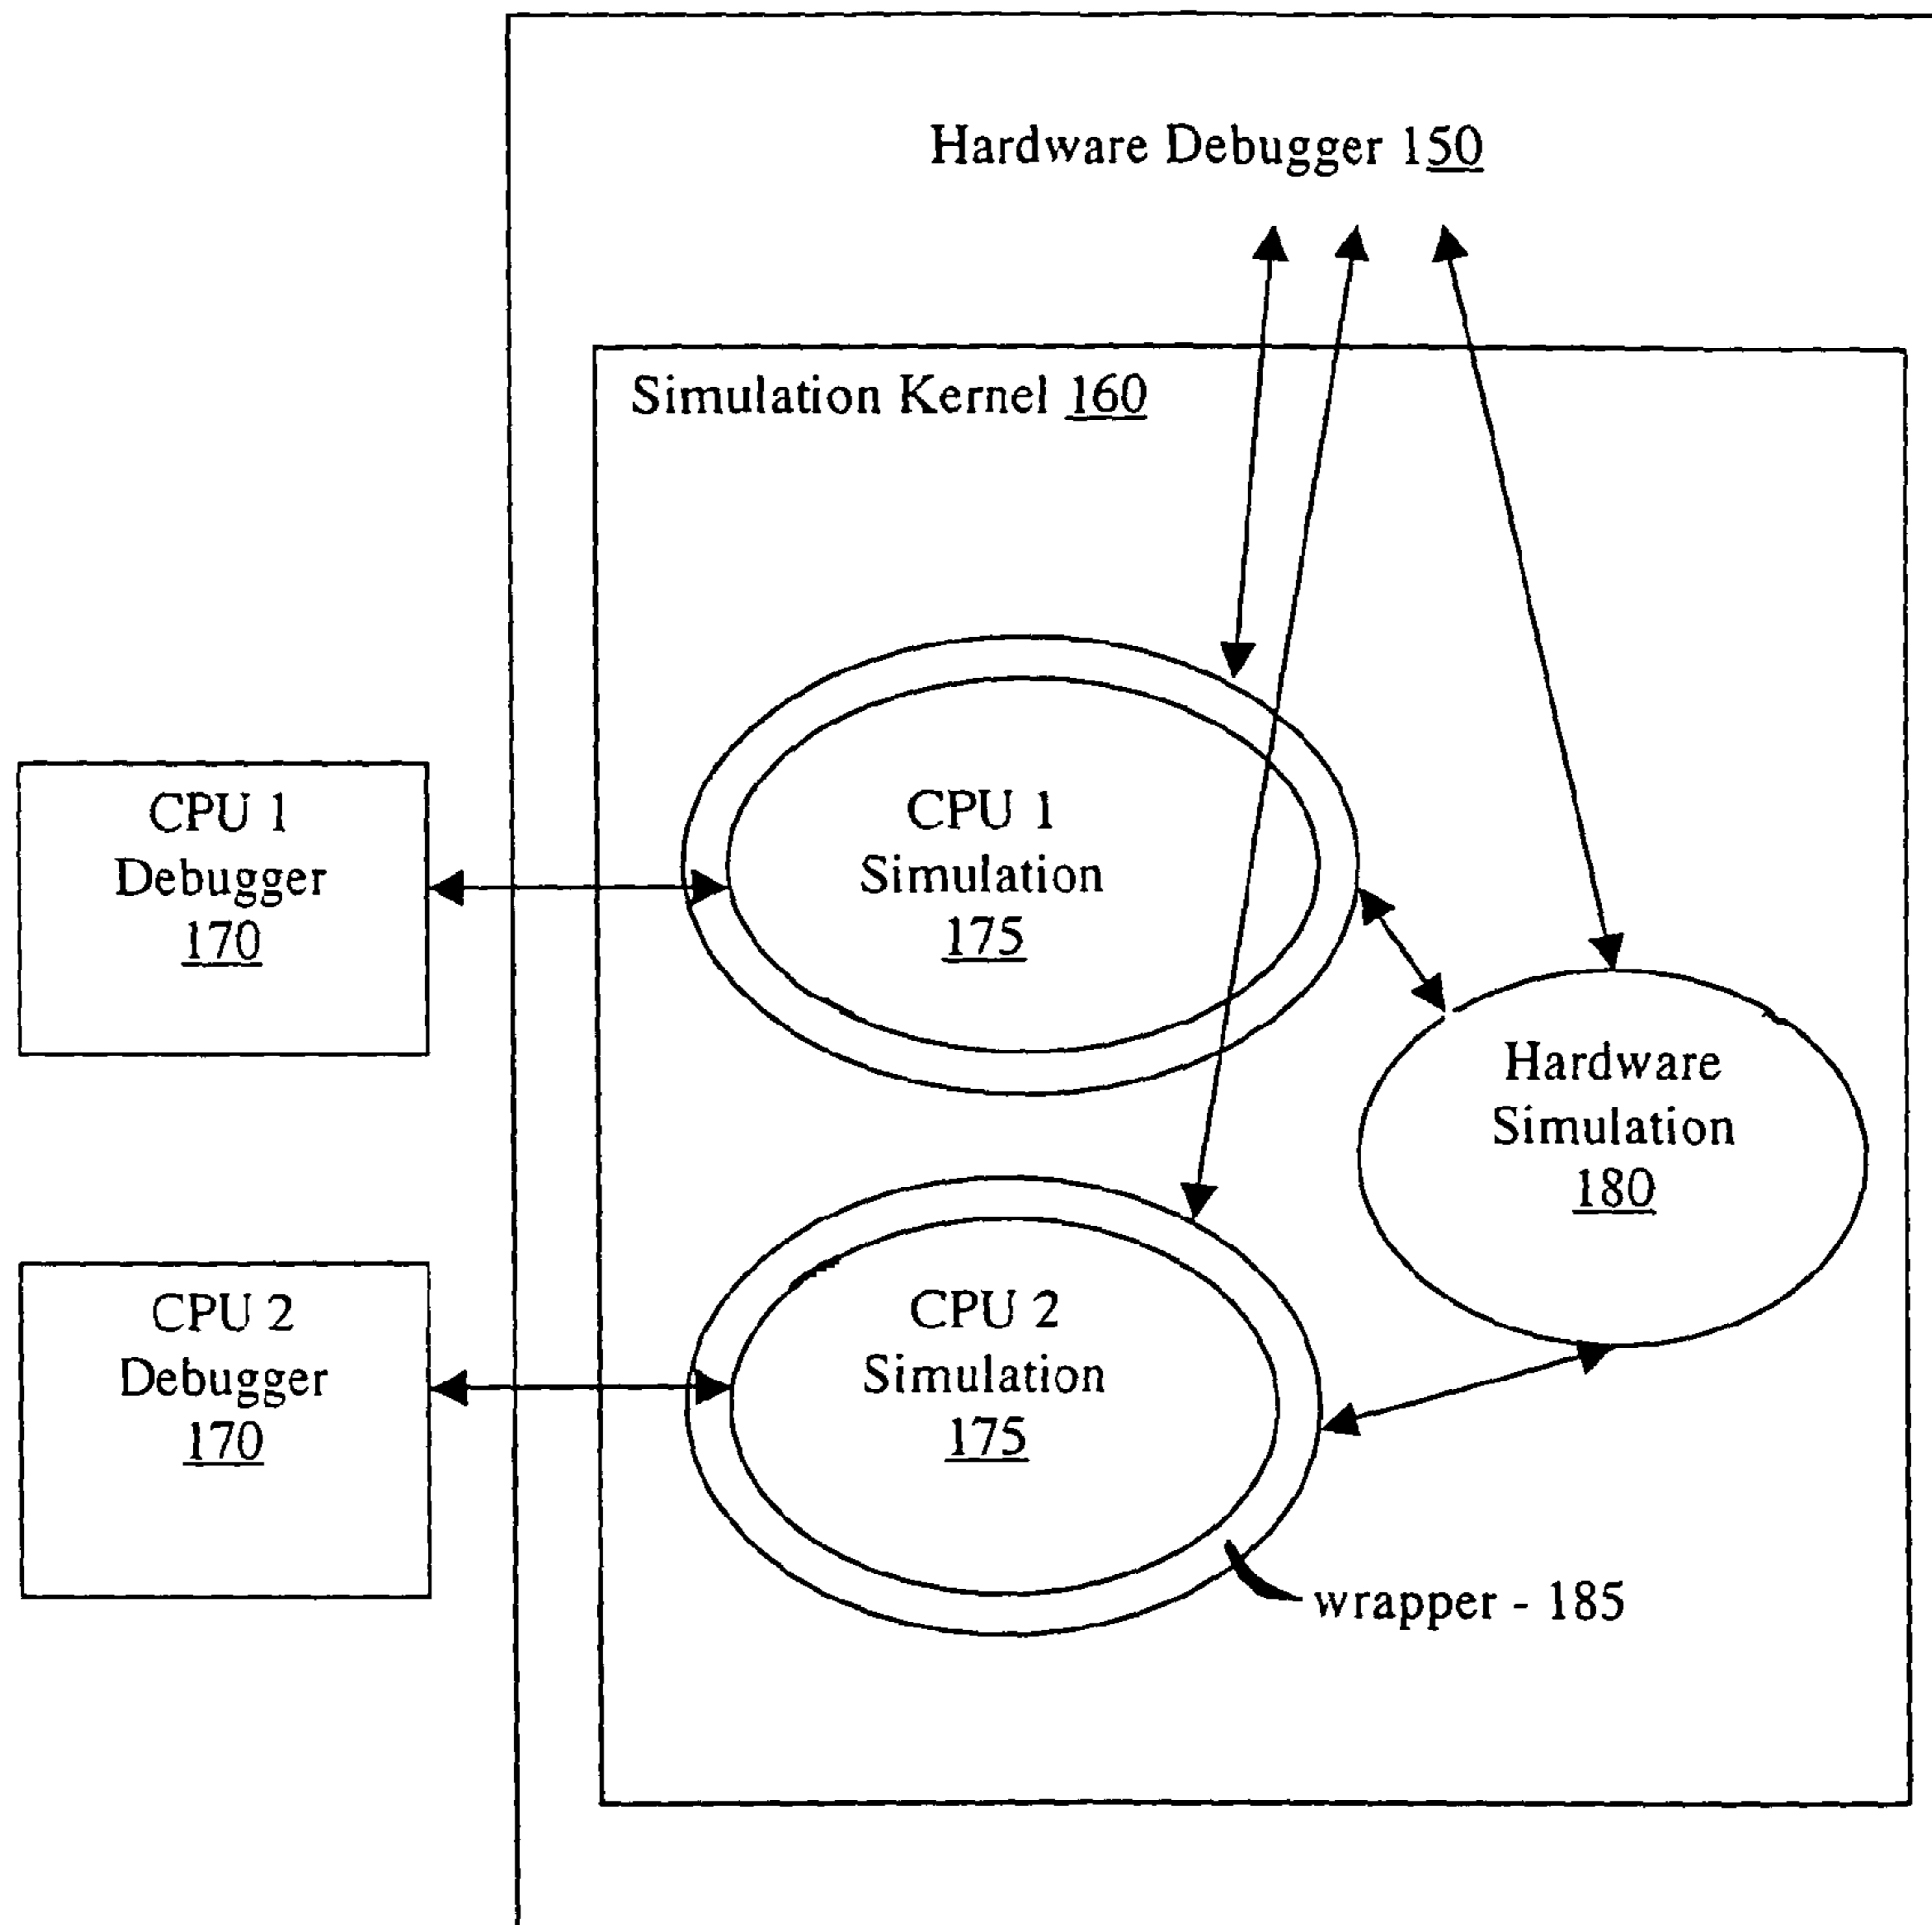 Hardware Debugger 150
Simulation Kernel 160
CPU 1
Debugger
170
CPU 1
Simulation
175
Hardware
Simulation
180
CPU 2
Debugger
170
CPU 2
Simulation
175
wrapper - 185